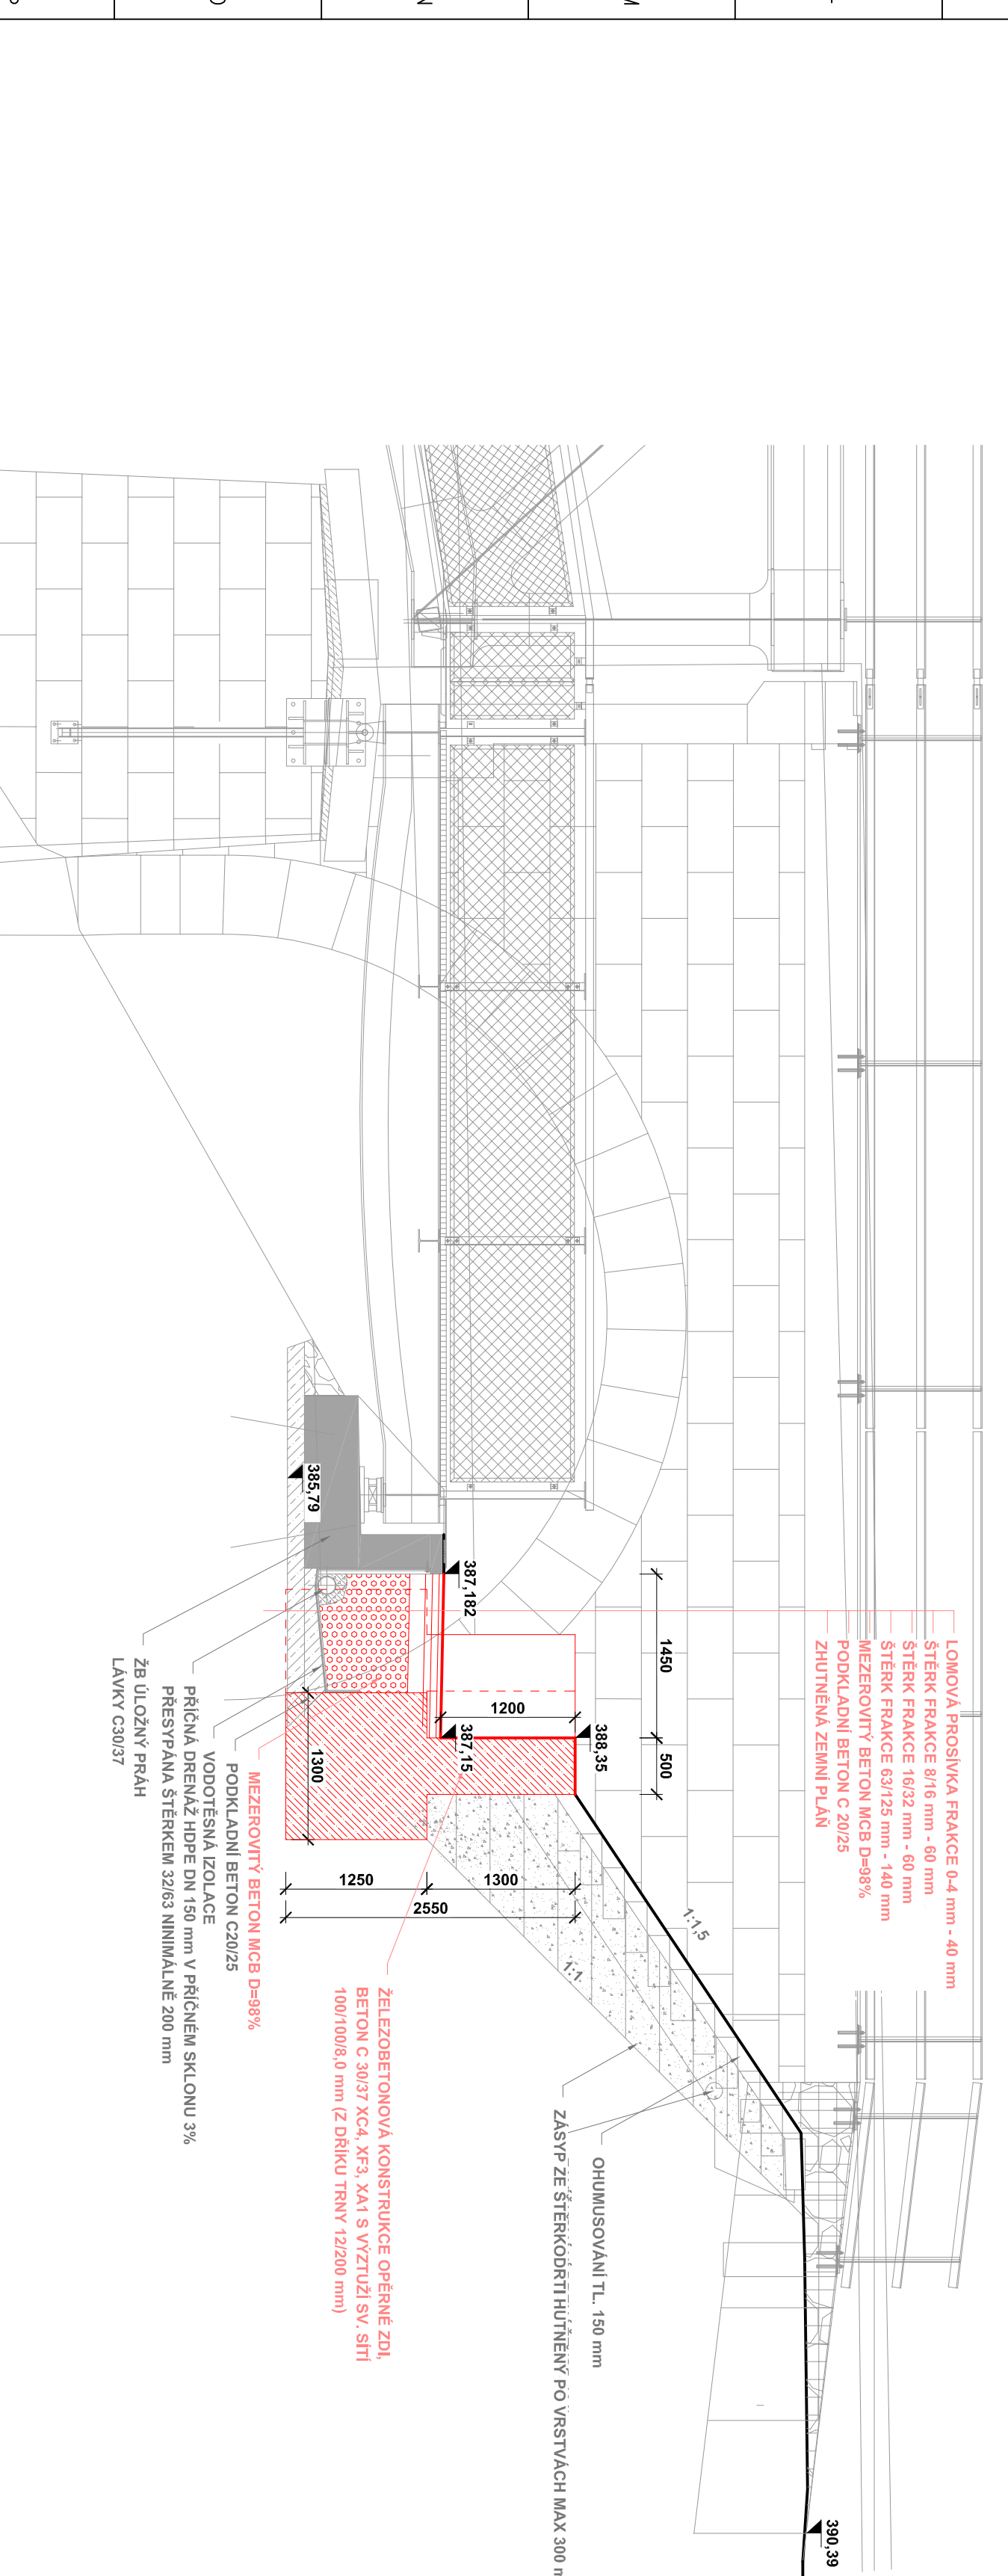 LOMOVÁ PROSÍVKA FRAKCE 0-4 mm - 40 mm
ŠTĚRK FRAKCE 8/16 mm - 60 mm
ŠTĚRK FRAKCE 16/32 mm - 60 mm
ŠTĚRK FRAKCE 63/125 mm - 140 mm
MEZEROVITÝ BETON MCB D=98%
PODKLADNÍ BETON C 20/25
ZHUTNĚNÁ ZEMNÍ PLÁŇ
390,39
1450
500
388,35
1200
387,182
387,15
385,79
1300
1300
1250
2550
1:1,5
1:1
OHUMUSOVÁNÍ TL. 150 mm
ZÁSYP ZE ŠTĚRKODRTI HUTNĚNÝ PO VRSTVÁCH MAX 300
ŽELEZOBETONOVÁ KONSTRUKCE OPĚRNÉ ZDI,
BETON C 30/37 XC4, XF3, XA1 S VÝZTUŽÍ SV. SÍTÍ
100/100/8,0 mm (Z DŘÍKU TRNY 12/200 mm)
MEZEROVITÝ BETON MCB D=98%
PODKLADNÍ BETON C20/25
VODOTĚSNÁ IZOLACE
PŘÍČNÁ DRENÁŽ HDPE DN 150 mm V PŘÍČNÉM SKLONU 3%
PŘESYPÁNA ŠTĚRKEM 32/63 NINIMÁLNĚ 200 mm
ŽB ÚLOŽNÝ PRÁH
LÁVKY C30/37